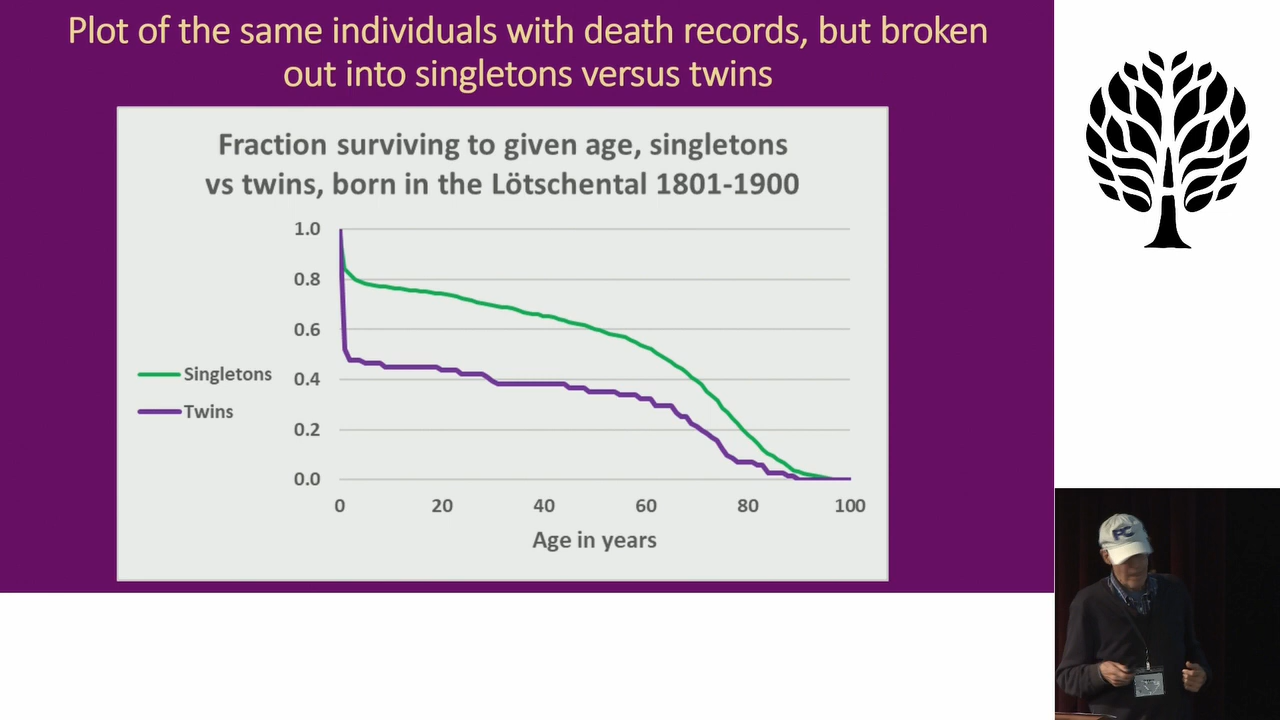 Plot of the same individuals with death records, but broken
out into singletons versus twins
Fraction surviving to given age, singletons
vs twins, born in the Lötschental 1801-1900
1.0
0.8
0.6
0.4
0.2
0.0
Singletons
Twins
0 20 40 60 80 100
Age in years